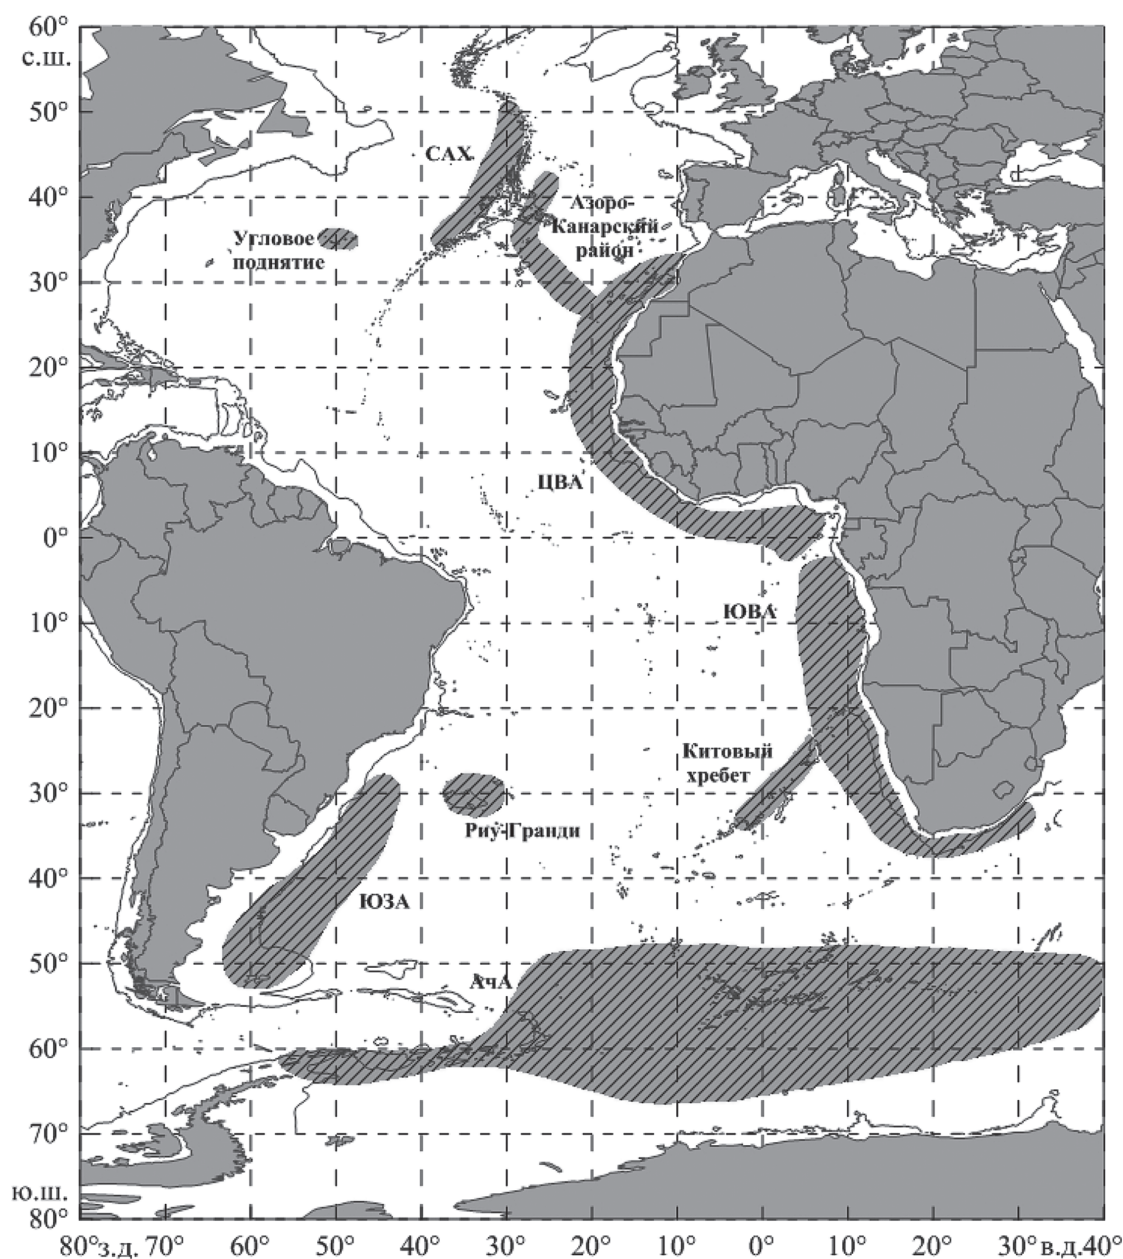 60°
с.ш.
50°
САХ
40°
Азоро-
Канарский
район
Угловое
поднятие
30°
20°
10°
ЦВА
0°
ЮВА
10°
20°
Китовый
хребет
30°
Риу-Гранди
40°
ЮЗА
50°
АчА
60°
70°
ю.ш.
80°
80°з.д. 70° 60° 50° 40° 30° 20° 10° 0° 10° 20° 30° в.д.40°